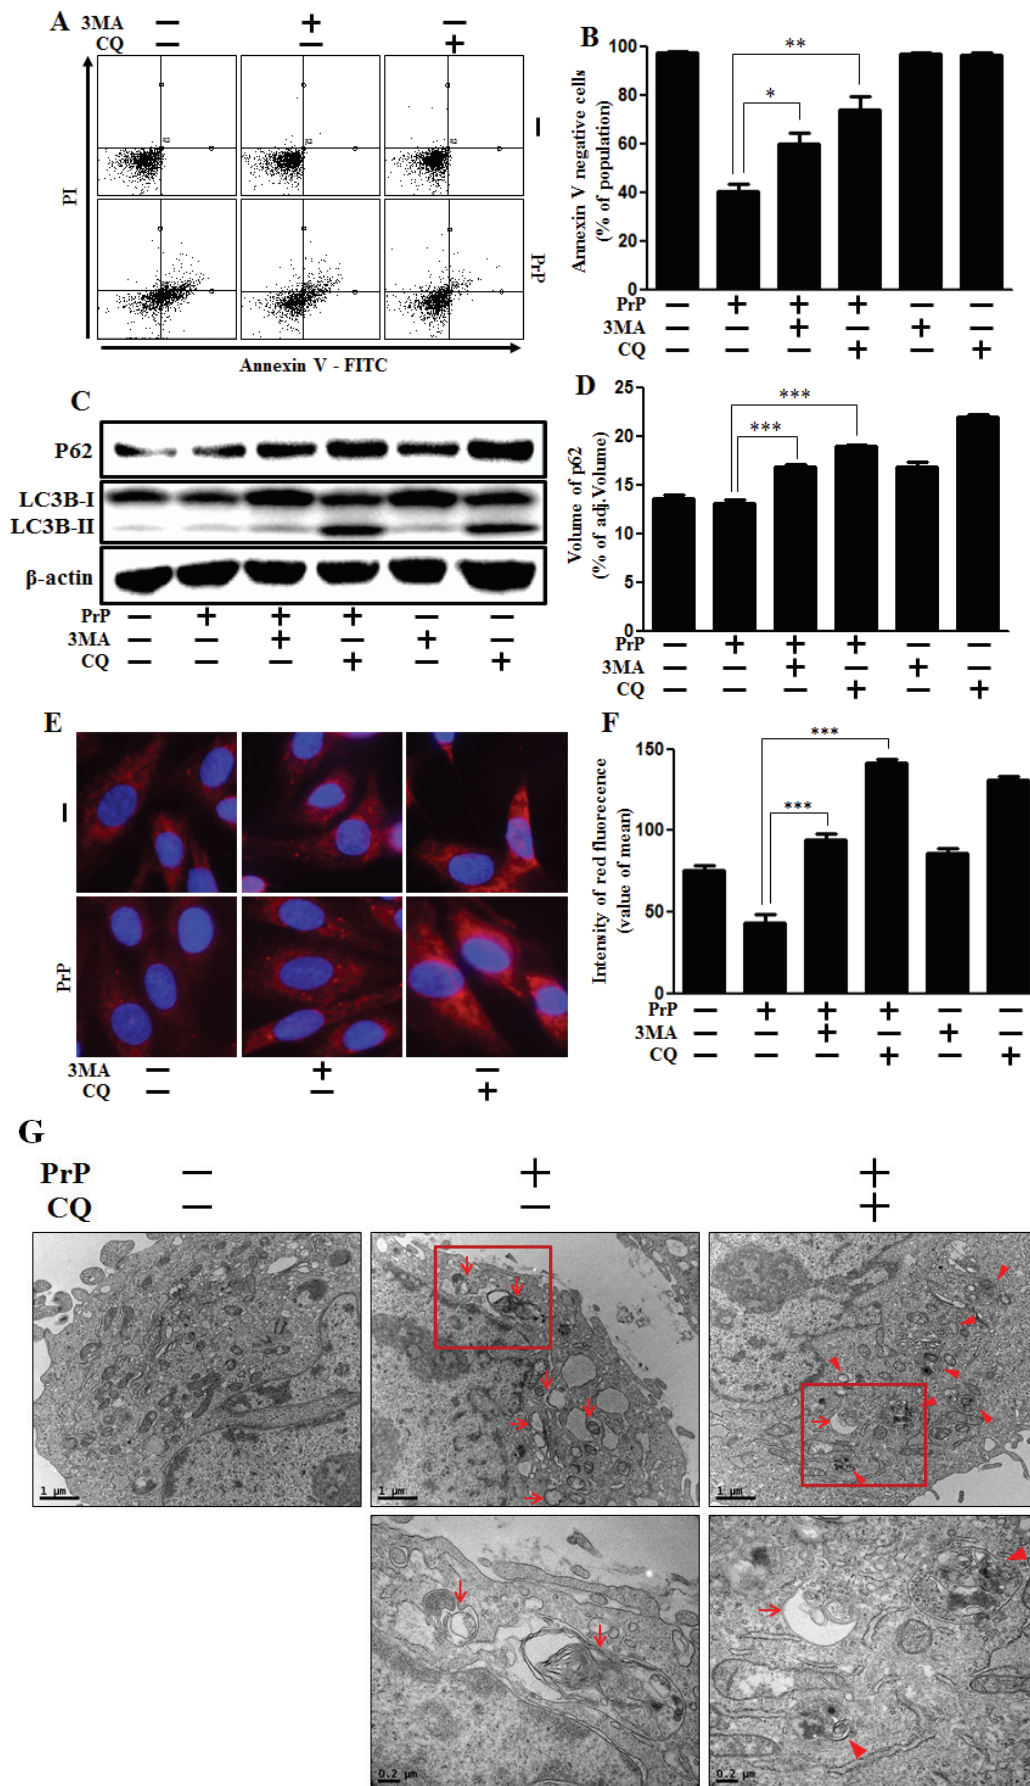 A
3MA − + −
CQ − − +
PI
R2 R2 R2
−
PrP
Annexin V - FITC
B
Annexin V negative cells
(% of population)
100
80
60
40
20
0
*
**
PrP − + + + − −
3MA − − + − + −
CQ − − − + − +
C
P62
LC3B-I
LC3B-II
β-actin
PrP − + + + − −
3MA − − + − + −
CQ − − − + − +
D
Volume of p62
(% of adj.Volume)
25
20
15
10
5
0
***
***
PrP − + + + − −
3MA − − + − + −
CQ − − − + − +
E
−
PrP
3MA − + −
CQ − − +
F
Intensity of red fluorecence
(value of mean)
150
100
50
0
***
***
PrP − + + + − −
3MA − − + − + −
CQ − − − + − +
G
PrP − + +
CQ − − +
1 μm
1 μm
1 μm
0.2 μm
0.2 μm